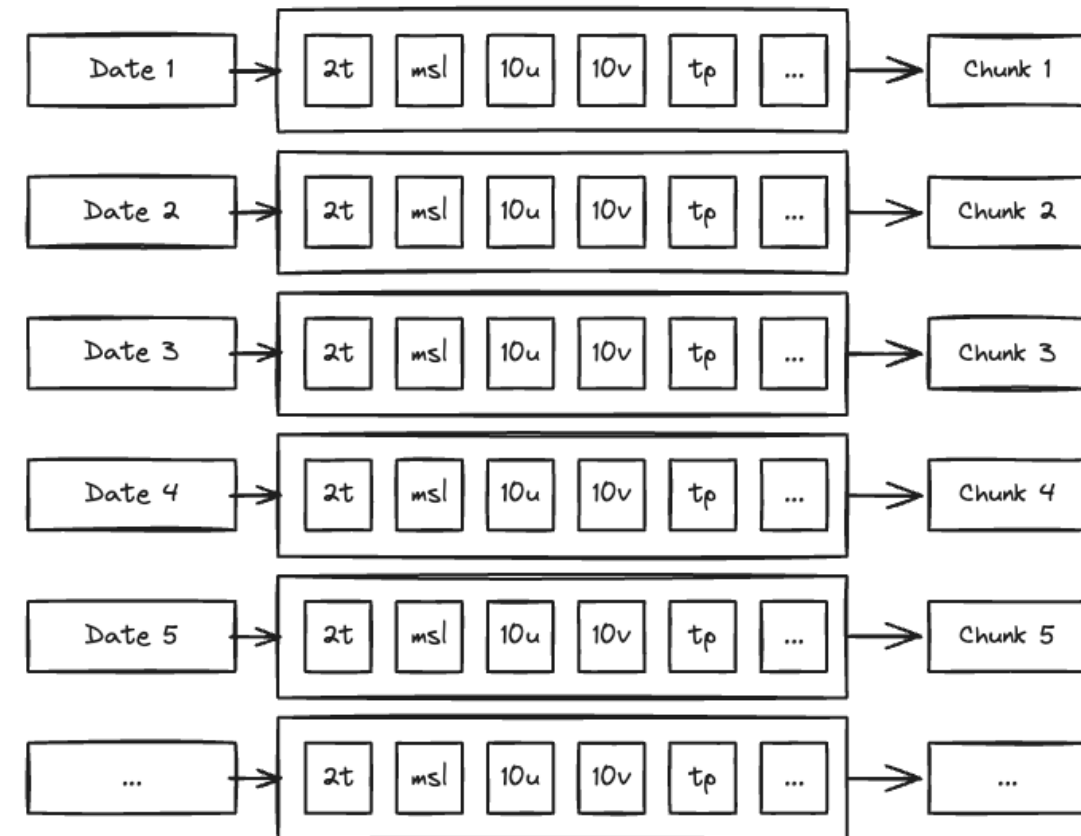 Date 1 2t msl 10u 10v tp ... Chunk 1
Date 2 2t msl 10u 10v tp ... Chunk 2
Date 3 2t msl 10u 10v tp ... Chunk 3
Date 4 2t msl 10u 10v tp ... Chunk 4
Date 5 2t msl 10u 10v tp ... Chunk 5
... 2t msl 10u 10v tp ... ...